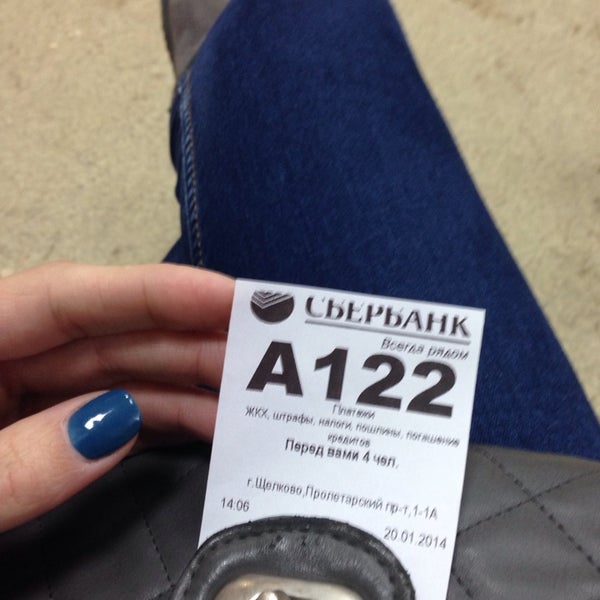 СБЕРБАНК
Всегда рядом
А122
Платежи
ЖКХ, штрафы, налоги, пошлины, погашение
кредитов
Перед вами 4 чел.
г.Щелково,Пролетарский пр-т,1-1А
14:06
20.01.2014